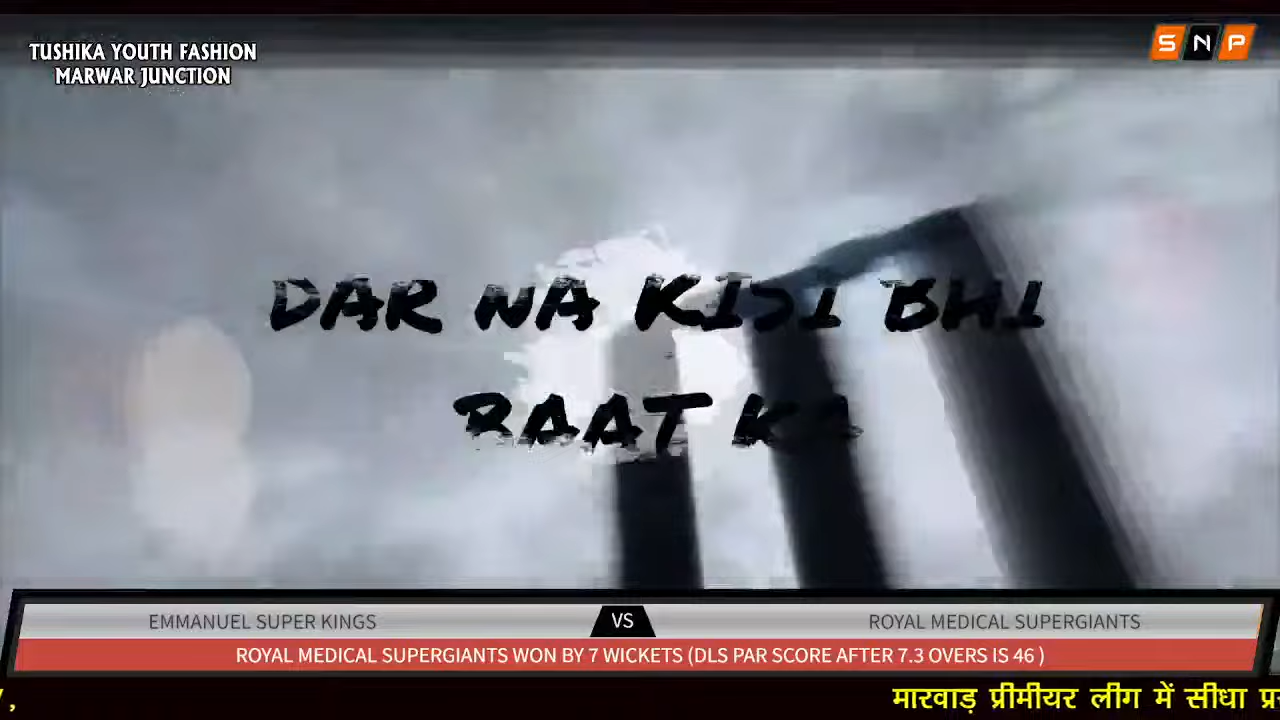 TUSHIKA YOUTH FASHION
MARWAR JUNCTION
SNP
DAR NA KISI BHI
RAAT KA
EMMANUEL SUPER KINGS
VS
ROYAL MEDICAL SUPERGIANTS
ROYAL MEDICAL SUPERGIANTS WON BY 7 WICKETS (DLS PAR SCORE AFTER 7.3 OVERS IS 46 )
मारवाड़ प्रीमीयर लीग में सीधा